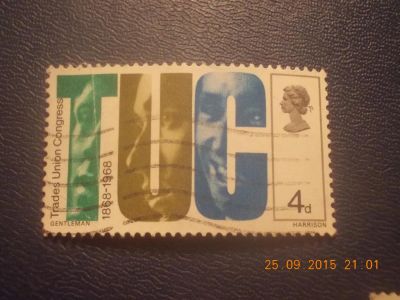 Trades Union Congress
1868-1968
TUC
4d
GENTLEMAN
HARRISON
25.09.2015 21:01